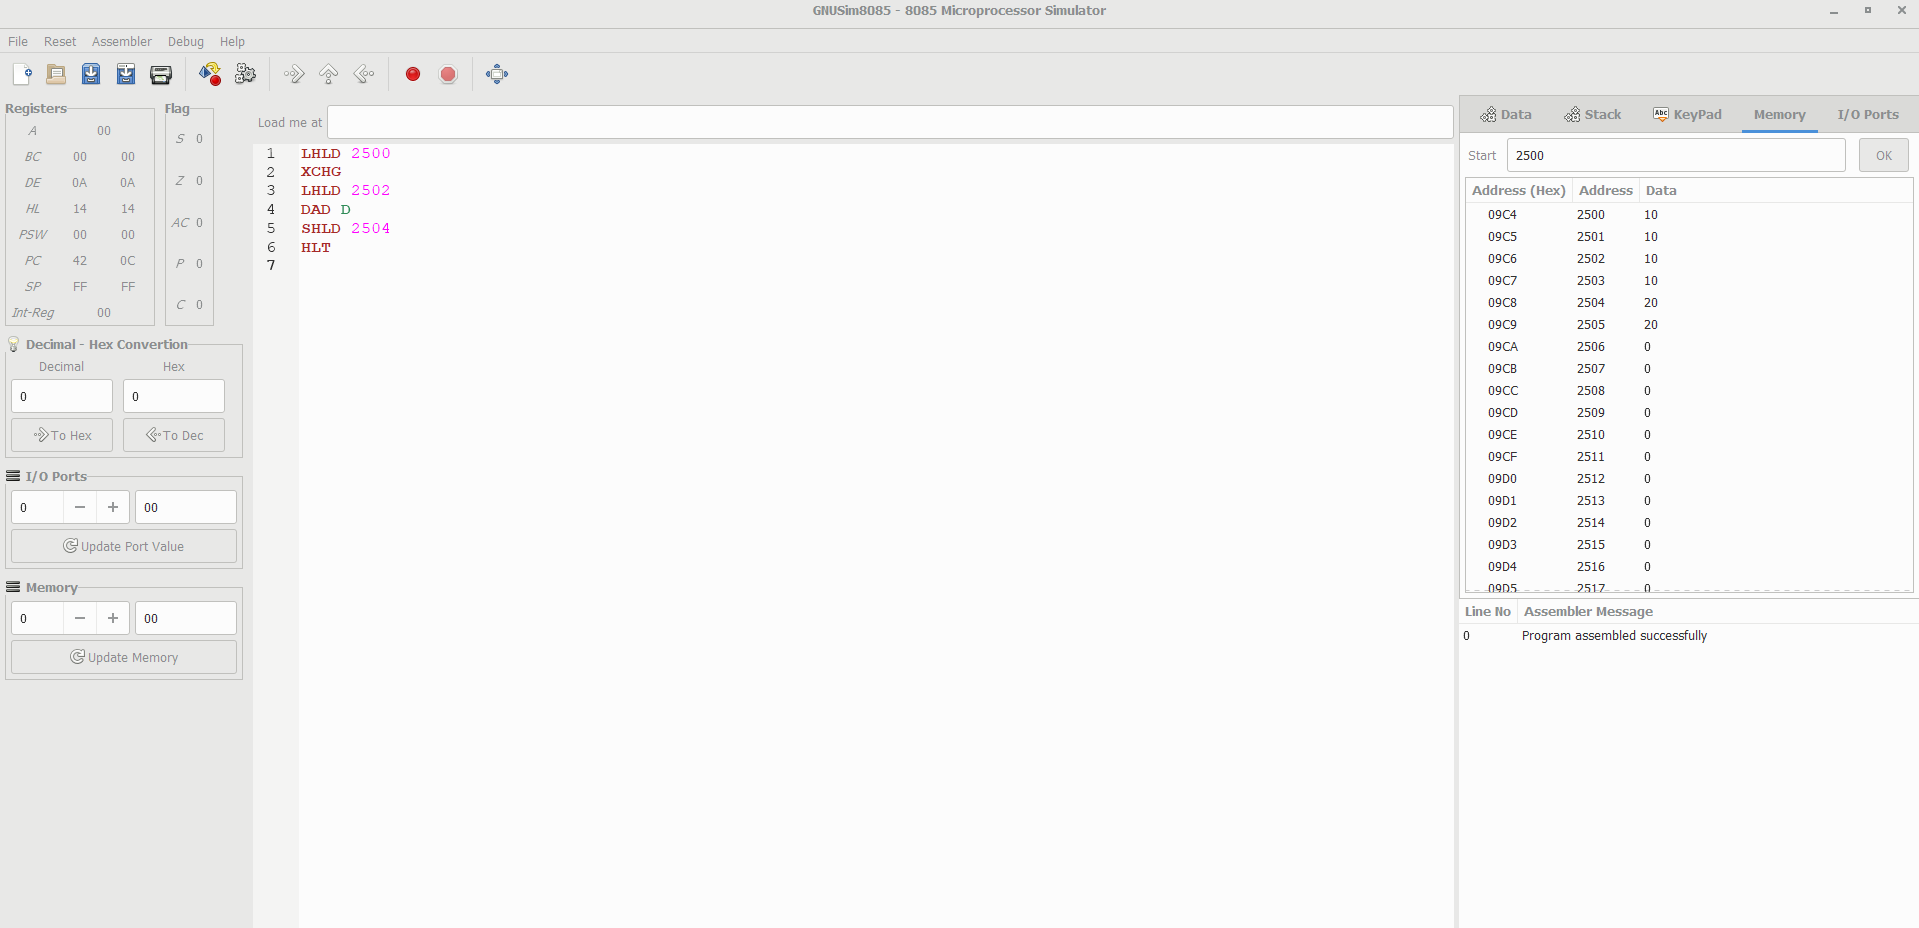 GNUSim8085 - 8085 Microprocessor Simulator
File Reset Assembler Debug Help
Registers
A 00
BC 00 00
DE 0A 0A
HL 14 14
PSW 00 00
PC 42 0C
SP FF FF
Int-Reg 00
Flag
S 0
Z 0
AC 0
P 0
C 0
Decimal - Hex Convertion
Decimal Hex
0 0
To Hex To Dec
I/O Ports
0 − + 00
Update Port Value
Memory
0 − + 00
Update Memory
Load me at
1 LHLD 2500
2 XCHG
3 LHLD 2502
4 DAD D
5 SHLD 2504
6 HLT
7
Data Stack Abc KeyPad Memory I/O Ports
Start 2500 OK
Address (Hex) Address Data
09C4 2500 10
09C5 2501 10
09C6 2502 10
09C7 2503 10
09C8 2504 20
09C9 2505 20
09CA 2506 0
09CB 2507 0
09CC 2508 0
09CD 2509 0
09CE 2510 0
09CF 2511 0
09D0 2512 0
09D1 2513 0
09D2 2514 0
09D3 2515 0
09D4 2516 0
09D5 2517 0
Line No Assembler Message
0 Program assembled successfully